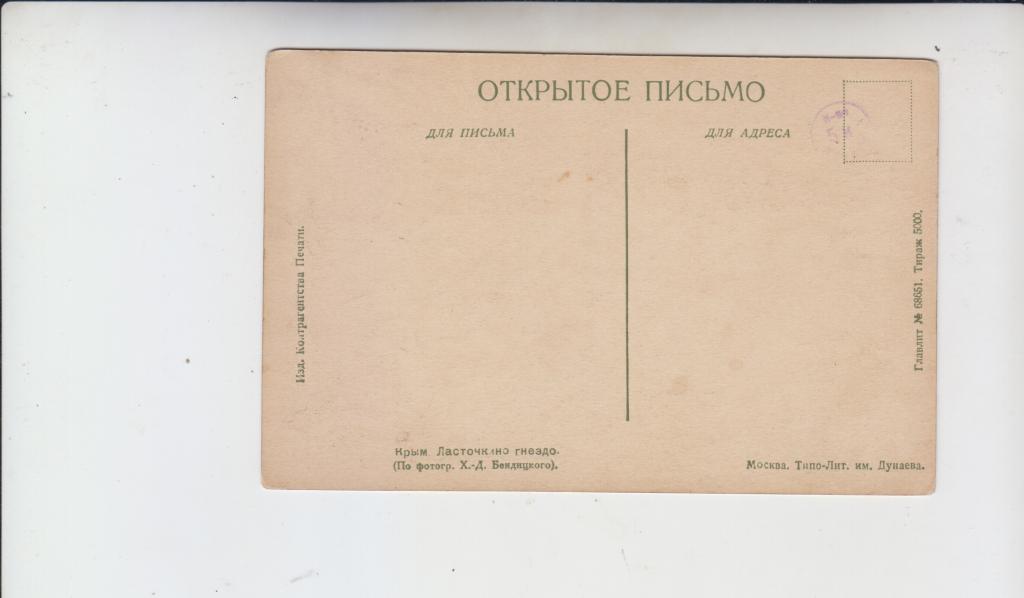 ОТКРЫТОЕ ПИСЬМО
ДЛЯ ПИСЬМА
ДЛЯ АДРЕСА
Изд. Контрагентства Печати.
Главлит № 68651. Тираж 5000.
Крым. Ласточкино гнездо.
(По фотогр. Х.-Д. Бендицкого).
Москва. Типо-Лит. им. Дунаева.